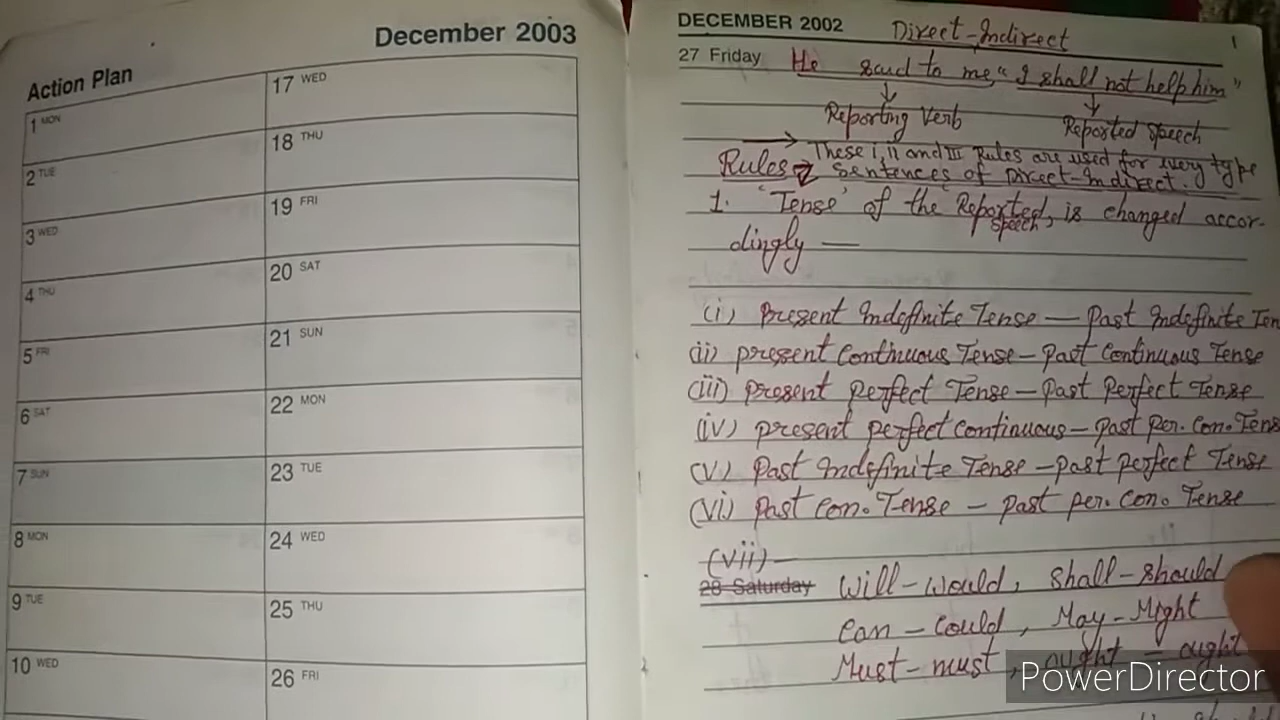 December 2003
Action Plan
1 MON
2 TUE
3 WED
4 THU
5 FRI
6 SAT
7 SUN
8 MON
9 TUE
10 WED
17 WED
18 THU
19 FRI
20 SAT
21 SUN
22 MON
23 TUE
24 WED
25 THU
26 FRI
DECEMBER 2002 Direct-Indirect 1
27 Friday He said to me, "I shall not help him"
Reporting Verb Reported Speech
These I, II and III Rules are used for every type
Rules sentences of Direct-Indirect.
1. 'Tense' of the Reported speech, is changed accor-
dingly —
(i) Present Indefinite Tense — Past Indefinite Ten
(ii) present Continuous Tense — Past Continuous Tense
(iii) present perfect Tense — Past Perfect Tense
(iv) present perfect continuous — Past Per. con. Tens
(v) Past Indefinite Tense — past perfect Tense
(vi) Past con. Tense — Past per. con. Tense
(vii) —
28 Saturday Will — Would, Shall — Should
Can — Could, May — Might
Must — must, ought — ought
PowerDirector